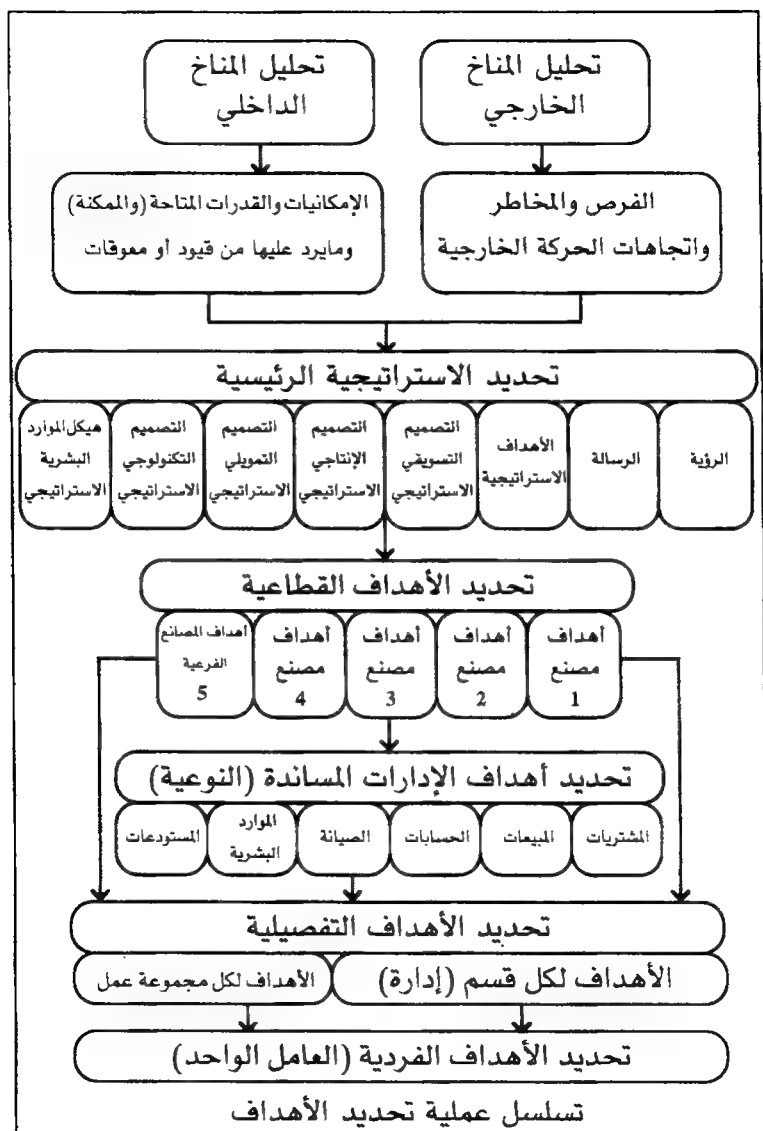 تحليل المناخ
الخارجي
تحليل المناخ
الداخلي
الفرص والمخاطر
واتجاهات الحركة الخارجية
الإمكانيات والقدرات المتاحة (والممكنة)
ومايرد عليها من قيود أو معوقات
تحديد الاستراتيجية الرئيسية
الرؤية
الرسالة
الأهداف
الاستراتيجية
التصميم
التسويقي
الاستراتيجي
التصميم
الإنتاجي
الاستراتيجي
التصميم
التمويلي
الاستراتيجي
التصميم
التكنولوجي
الاستراتيجي
هيكل الموارد
البشرية
الاستراتيجي
تحديد الأهداف القطاعية
أهداف
مصنع
1
أهداف
مصنع
2
أهداف
مصنع
3
أهداف
مصنع
4
أهداف المصانع
الفرعية
5
تحديد أهداف الإدارات المساندة (النوعية)
المشتريات
المبيعات
الحسابات
الصيانة
الموارد
البشرية
المستودعات
تحديد الأهداف التفصيلية
الأهداف لكل قسم (إدارة)
الأهداف لكل مجموعة عمل
تحديد الأهداف الفردية (العامل الواحد)
تسلسل عملية تحديد الأهداف